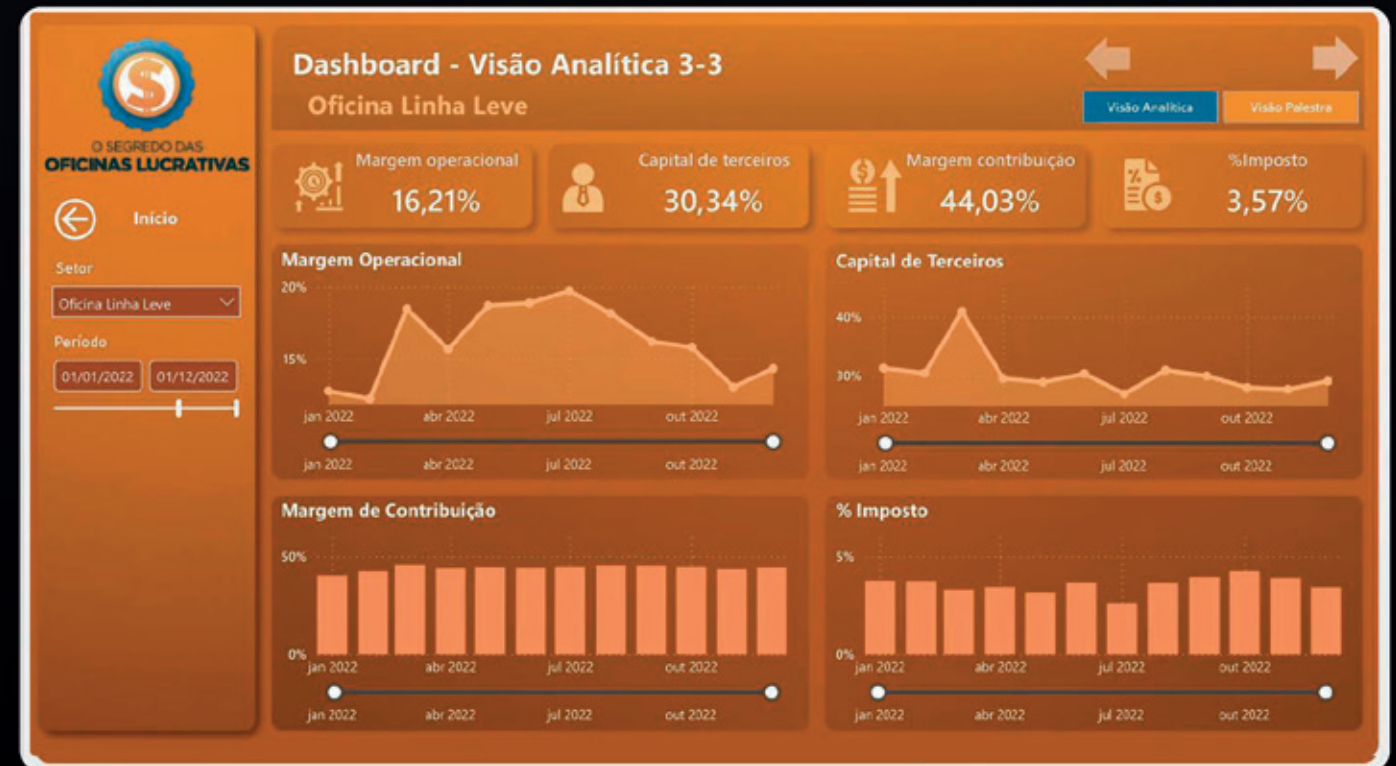 Dashboard - Visão Analítica 3-3
Oficina Linha Leve
Visão Analítica
Visão Palestra
$
O SEGREDO DAS
OFICINAS LUCRATIVAS
Início
Setor
Oficina Linha Leve
Período
01/01/2022 01/12/2022
Margem operacional
16,21%
Capital de terceiros
30,34%
Margem contribuição
44,03%
%Imposto
3,57%
Margem Operacional
20%
15%
jan 2022 abr 2022 jul 2022 out 2022
jan 2022 abr 2022 jul 2022 out 2022
Capital de Terceiros
40%
30%
jan 2022 abr 2022 jul 2022 out 2022
jan 2022 abr 2022 jul 2022 out 2022
Margem de Contribuição
50%
0%
jan 2022 abr 2022 jul 2022 out 2022
jan 2022 abr 2022 jul 2022 out 2022
% Imposto
5%
0%
jan 2022 abr 2022 jul 2022 out 2022
jan 2022 abr 2022 jul 2022 out 2022